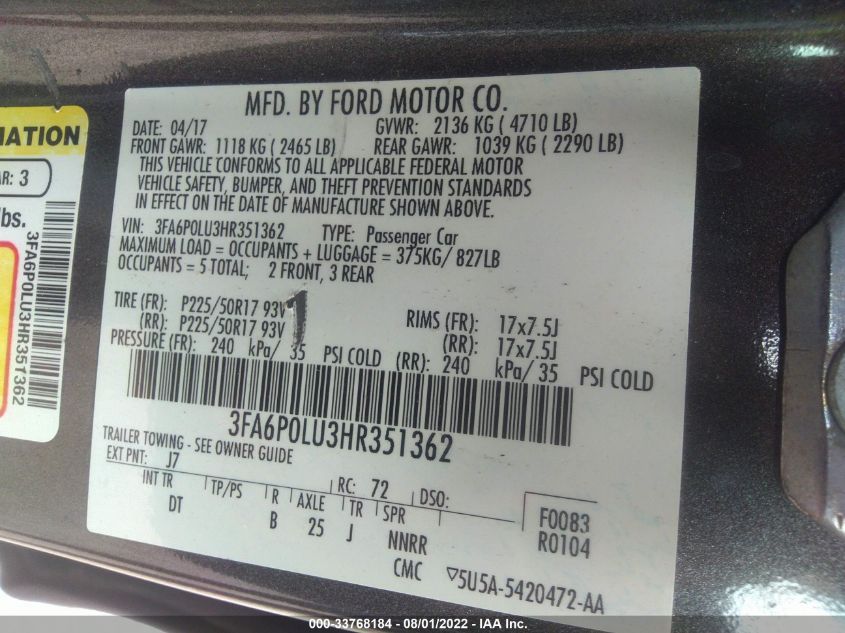 MFD. BY FORD MOTOR CO.
DATE: 04/17 GVWR: 2136 KG ( 4710 LB)
FRONT GAWR: 1118 KG ( 2465 LB) REAR GAWR: 1039 KG ( 2290 LB)
THIS VEHICLE CONFORMS TO ALL APPLICABLE FEDERAL MOTOR
VEHICLE SAFETY, BUMPER, AND THEFT PREVENTION STANDARDS
IN EFFECT ON THE DATE OF MANUFACTURE SHOWN ABOVE.
VIN: 3FA6P0LU3HR351362 TYPE: Passenger Car
MAXIMUM LOAD = OCCUPANTS + LUGGAGE = 375KG/ 827LB
OCCUPANTS = 5 TOTAL; 2 FRONT, 3 REAR
TIRE (FR): P225/50R17 93V RIMS (FR): 17x7.5J
(RR): P225/50R17 93V (RR): 17x7.5J
PRESSURE (FR): 240 kPa/ 35 PSI COLD (RR): 240 kPa/ 35 PSI COLD
3FA6P0LU3HR351362
TRAILER TOWING - SEE OWNER GUIDE
EXT PNT: J7 RC: 72 DSO:
INT TR TP/PS R AXLE TR SPR F0083
DT B 25 J NNRR R0104
CMC ▽5U5A-5420472-AA
: 3
lbs.
3FA6P0LU3HR351362
000-33768184 - 08/01/2022 - IAA Inc.